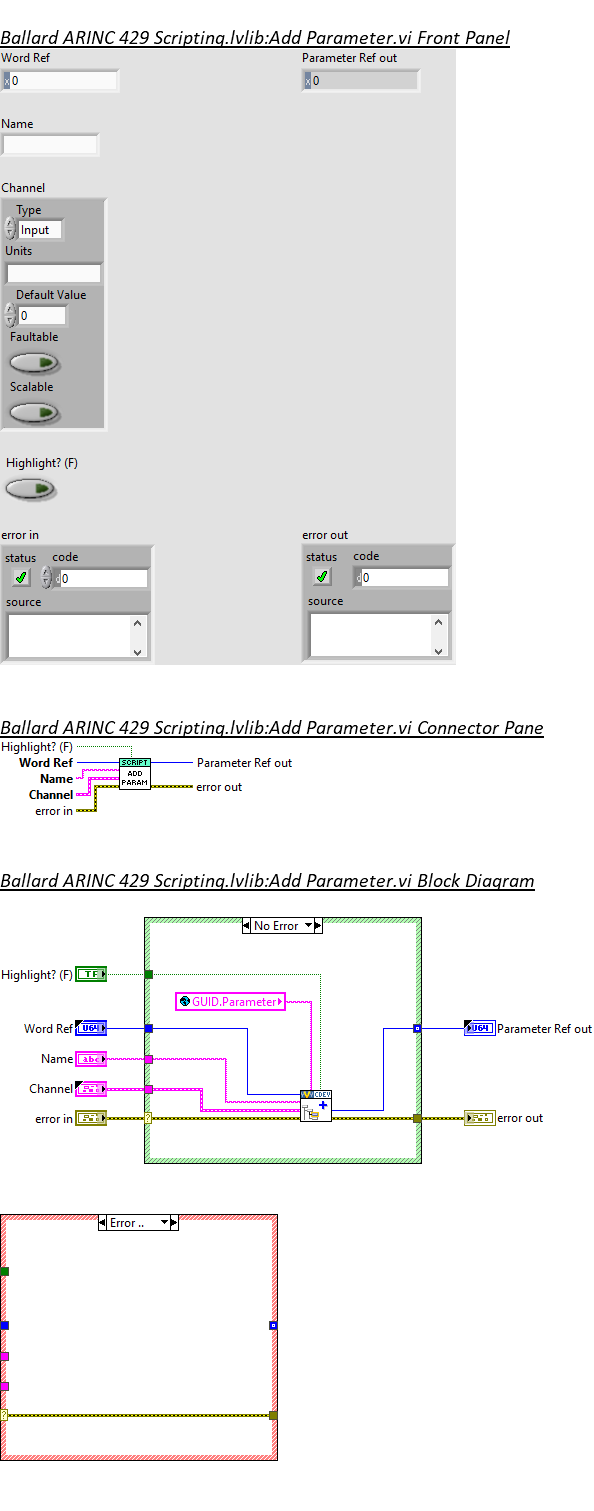 Ballard ARINC 429 Scripting.lvlib:Add Parameter.vi Front Panel
Word Ref
Parameter Ref out
x 0
x 0
Name
Channel
Type
Input
Units
Default Value
0
Faultable
Scalable
Highlight? (F)
error in
error out
status code
status code
d 0
d 0
source
source
Ballard ARINC 429 Scripting.lvlib:Add Parameter.vi Connector Pane
Highlight? (F)
Word Ref
SCRIPT
Parameter Ref out
Name
ADD
PARAM
error out
Channel
error in
Ballard ARINC 429 Scripting.lvlib:Add Parameter.vi Block Diagram
No Error
Highlight? (F)
TF
GUID.Parameter
Word Ref
U64
U64
Parameter Ref out
Name
abc
Channel
CDEV
error in
?
error out
Error ..
?